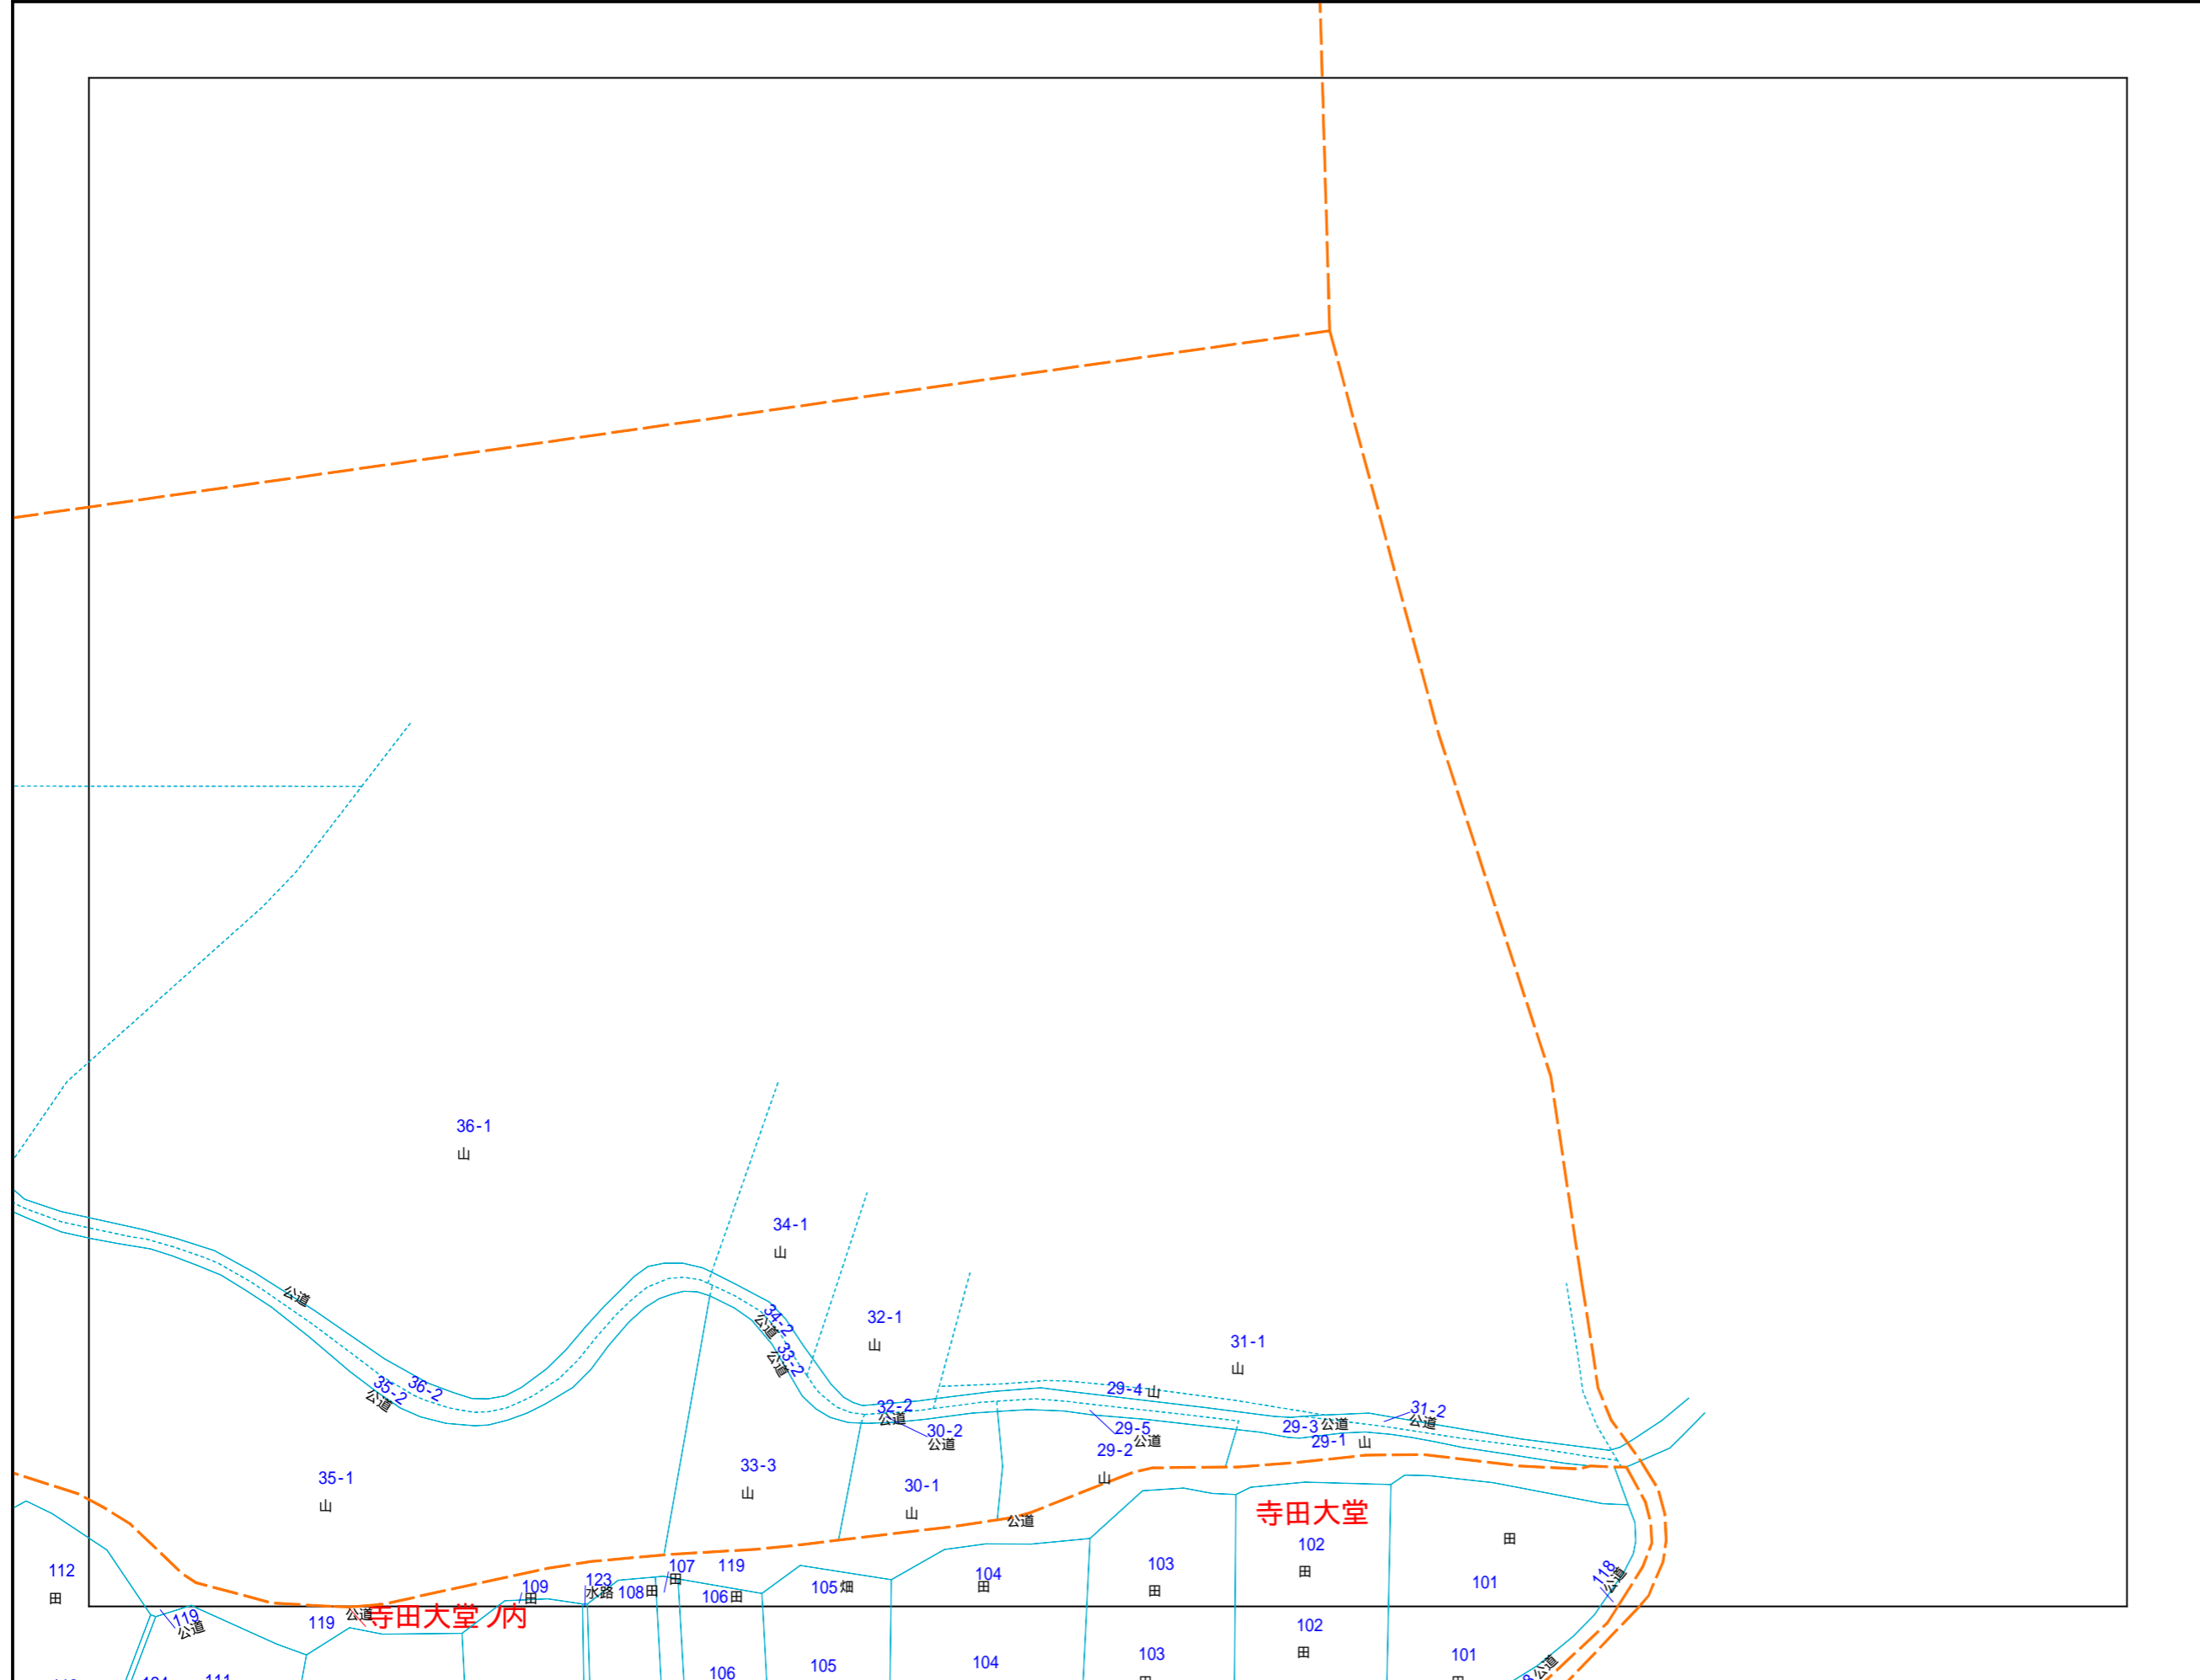 36-1
山
34-1
山
公道
34-2
公道
32-1
山
31-1
山
33-2
公道
35-2
36-2
公道
29-4 山
32-2
公道
31-2
公道
29-3 公道
30-2
公道
29-5
公道
29-1 山
29-2
山
33-3
山
35-1
山
30-1
山
公道
寺田大堂
田
102
田
112
田
107
田
119
103
田
104
田
101
118
公道
109
田
123
水路
108 田
106 田
105 畑
公道
寺田大堂ノ内
119
公道
119
102
田
103
田
101
田
104
105
106
公道